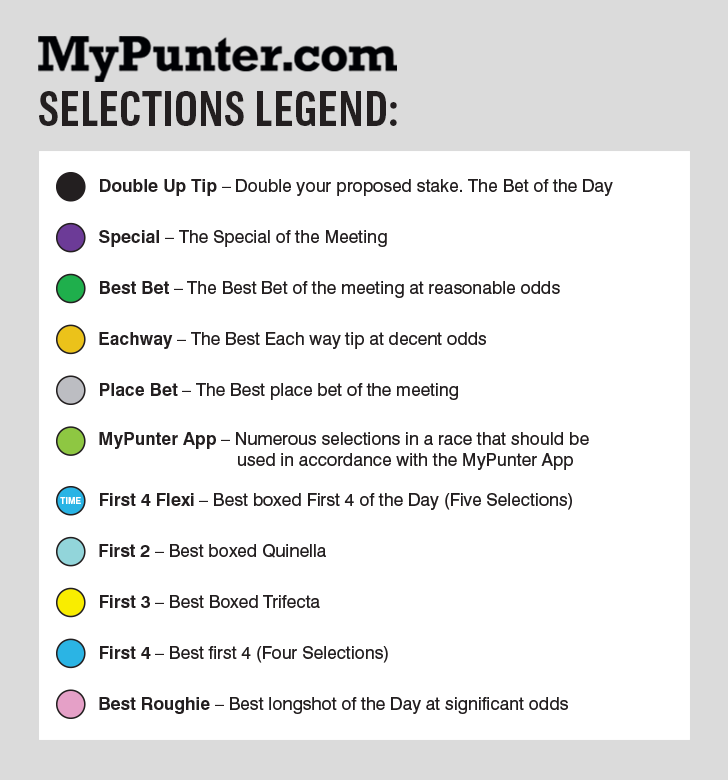 MyPunter.com
SELECTIONS LEGEND:
Double Up Tip – Double your proposed stake. The Bet of the Day
Special – The Special of the Meeting
Best Bet – The Best Bet of the meeting at reasonable odds
Eachway – The Best Each way tip at decent odds
Place Bet – The Best place bet of the meeting
MyPunter App – Numerous selections in a race that should be
used in accordance with the MyPunter App
TIME First 4 Flexi – Best boxed First 4 of the Day (Five Selections)
First 2 – Best boxed Quinella
First 3 – Best Boxed Trifecta
First 4 – Best first 4 (Four Selections)
Best Roughie – Best longshot of the Day at significant odds